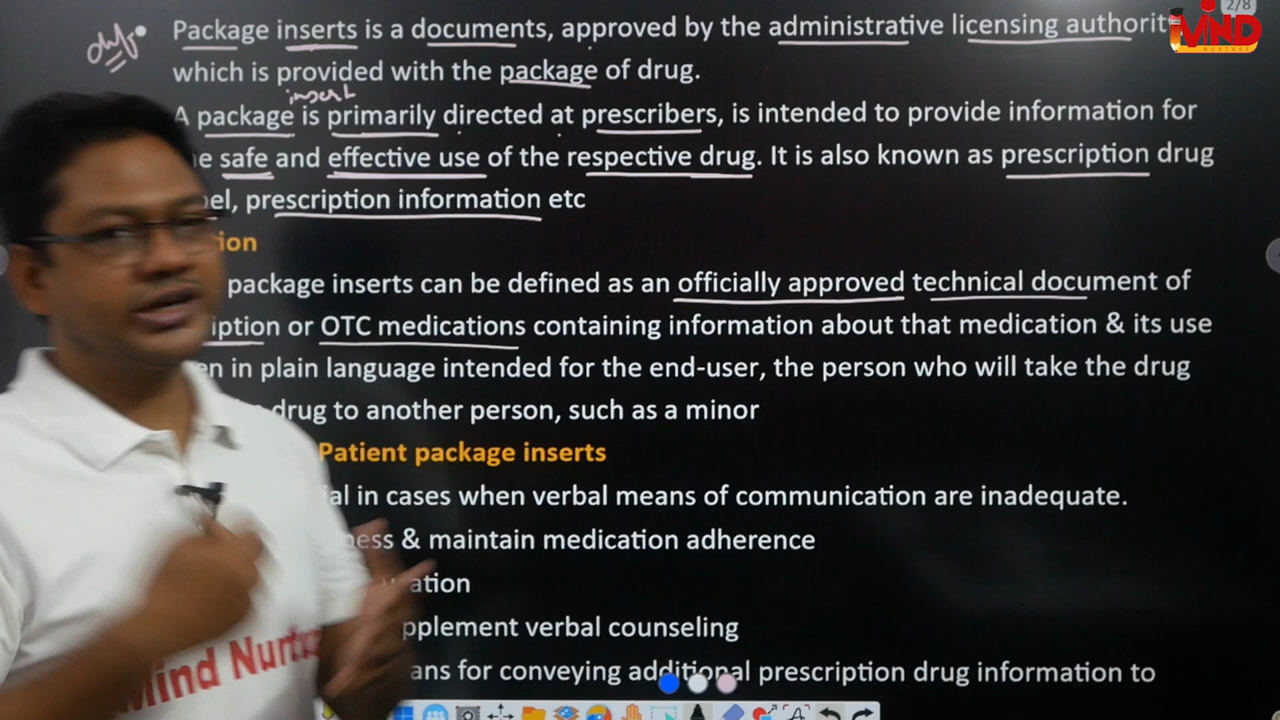 2/8
MIND
NURTURE
def
Package inserts is a documents, approved by the administrative licensing authorit
which is provided with the package of drug.
insert
A package is primarily directed at prescribers, is intended to provide information for
safe and effective use of the respective drug. It is also known as prescription drug
prescription information etc
package inserts can be defined as an officially approved technical document of
or OTC medications containing information about that medication & its use
in plain language intended for the end-user, the person who will take the drug
drug to another person, such as a minor
Patient package inserts
in cases when verbal means of communication are inadequate.
& maintain medication adherence
verbal counseling
for conveying additional prescription drug information to
Mind Nurtu